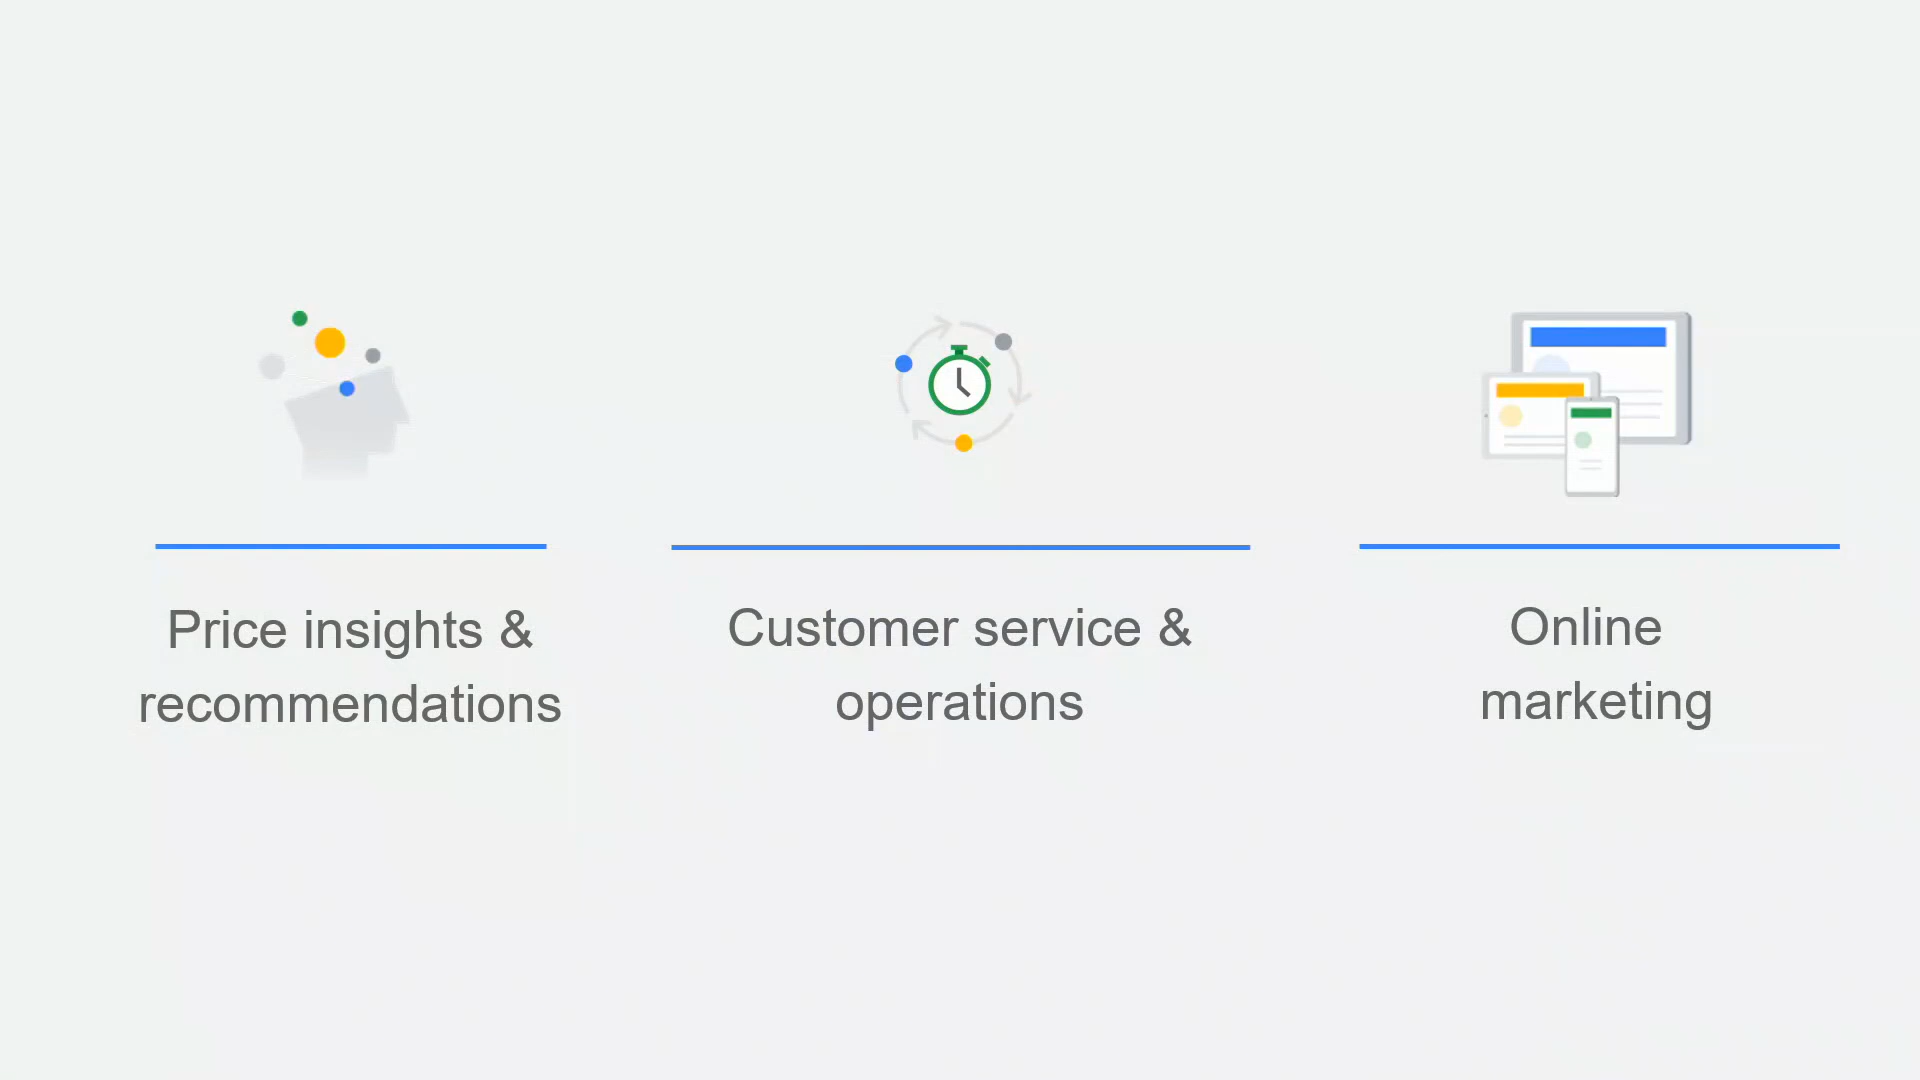 Price insights &
recommendations
Customer service &
operations
Online
marketing